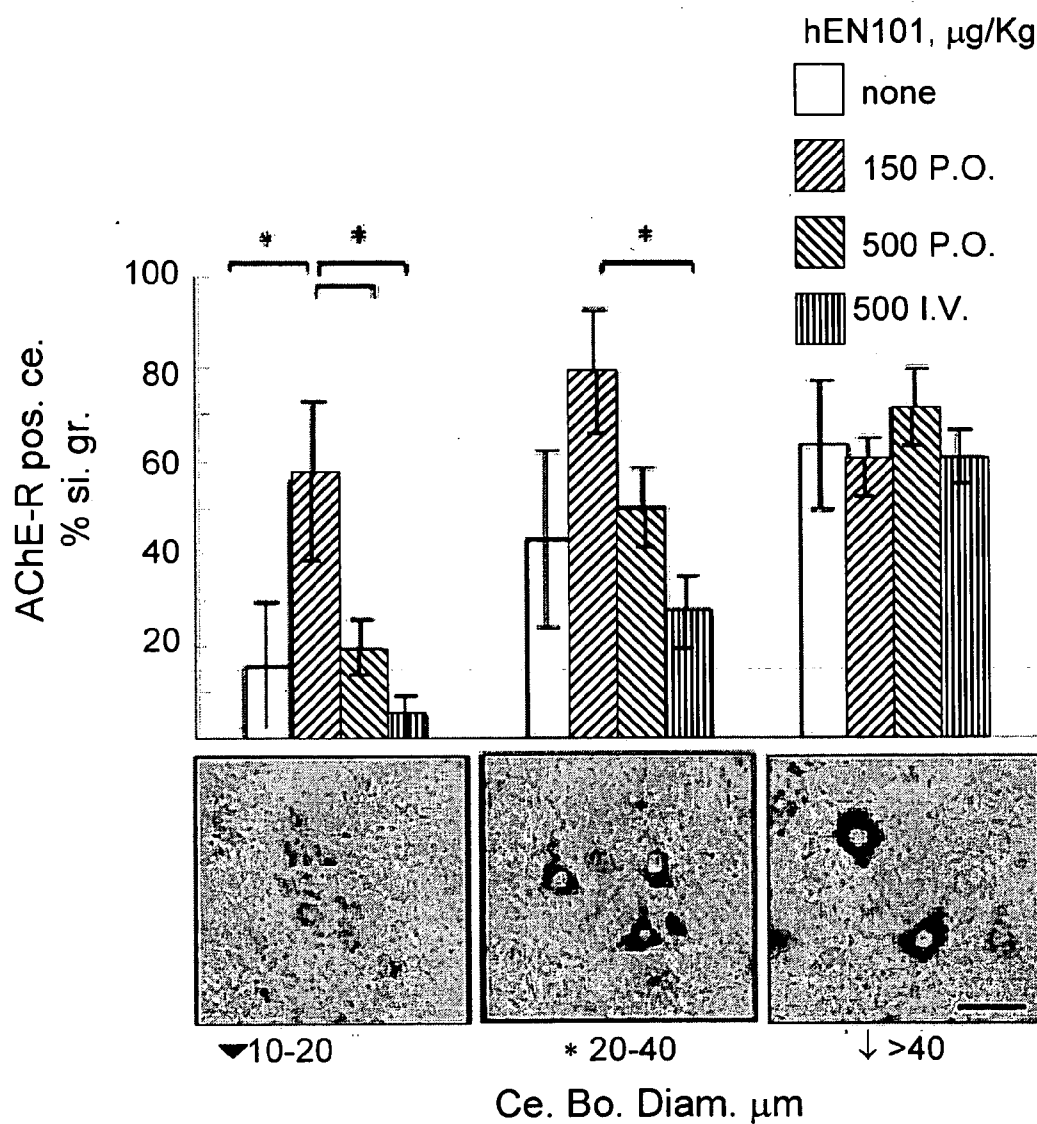 hEN101, µg/Kg
none
150 P.O.
500 P.O.
500 I.V.
* * *
100
80
60
40
20
AChE-R pos. ce.
% si. gr.
▼10-20
* 20-40
↓ >40
Ce. Bo. Diam. µm